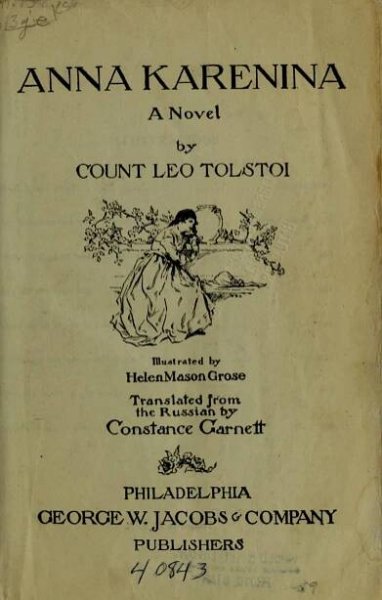 ANNA KARENINA
A Novel
by
COUNT LEO TOLSTOI
Illustrated by
Helen Mason Grose
Translated from
the Russian by
Constance Garnett
PHILADELPHIA
GEORGE W. JACOBS & COMPANY
PUBLISHERS
40843